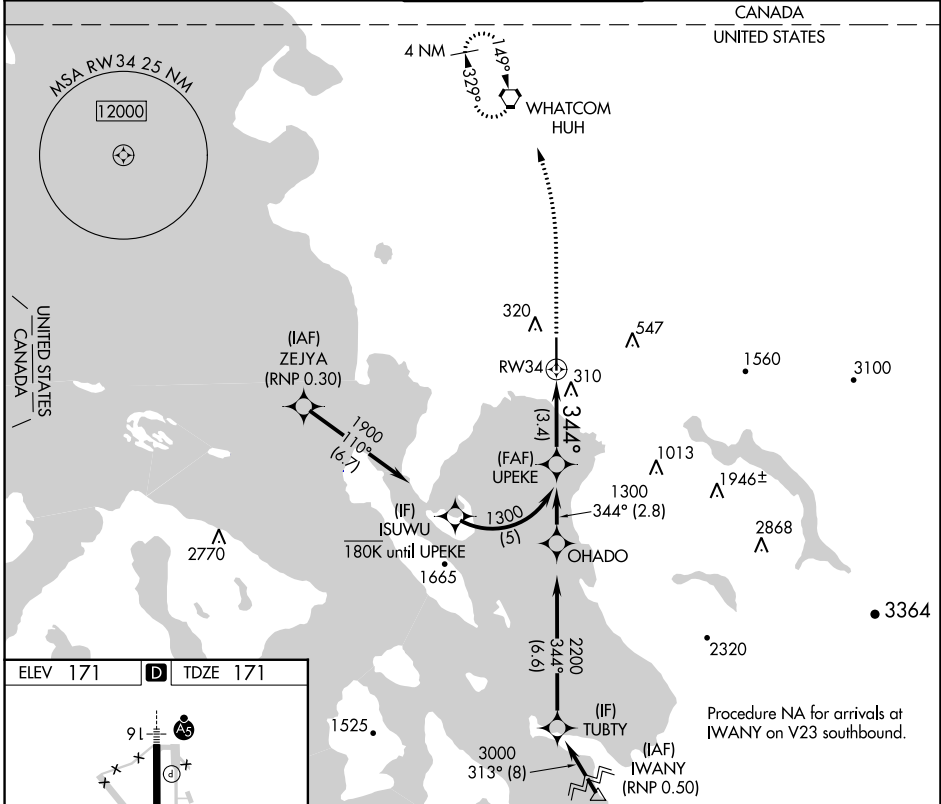 CANADA
UNITED STATES
MSA RW34 25 NM
12000
4 NM
149°
329°
WHATCOM
HUH
UNITED STATES
CANADA
320
547
1560
3100
RW34
310
(IAF)
ZEJYA
(RNP 0.30)
1900
110°
(6.7)
344°
(3.4)
(FAF)
UPEKE
1013
1946±
1300
344° (2.8)
2868
(IF)
ISUWU
180K until UPEKE
1300
(5)
OHADO
2770
1665
3364
2320
2200
344°
(6.6)
(IF)
TUBTY
1525
3000
313° (8)
(IAF)
IWANY
(RNP 0.50)
Procedure NA for arrivals at
IWANY on V23 southbound.
ELEV 171
D
TDZE 171
16
A5
P